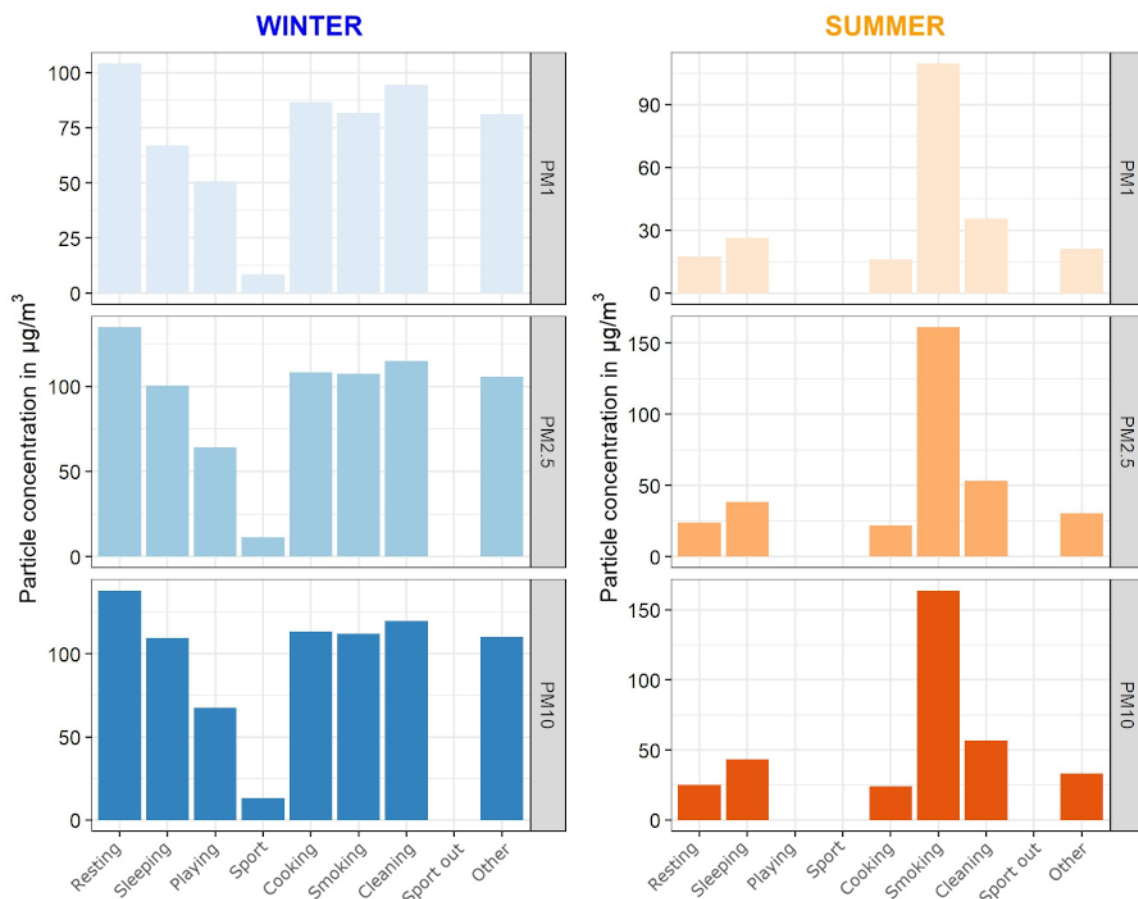 WINTER
SUMMER
Particle concentration in µg/m³
100
75
50
25
0
PM1
100
50
0
PM2.5
100
50
0
PM10
Resting
Sleeping
Playing
Sport
Cooking
Smoking
Cleaning
Sport out
Other
Particle concentration in µg/m³
90
60
30
0
PM1
150
100
50
0
PM2.5
150
100
50
0
PM10
Resting
Sleeping
Playing
Sport
Cooking
Smoking
Cleaning
Sport out
Other